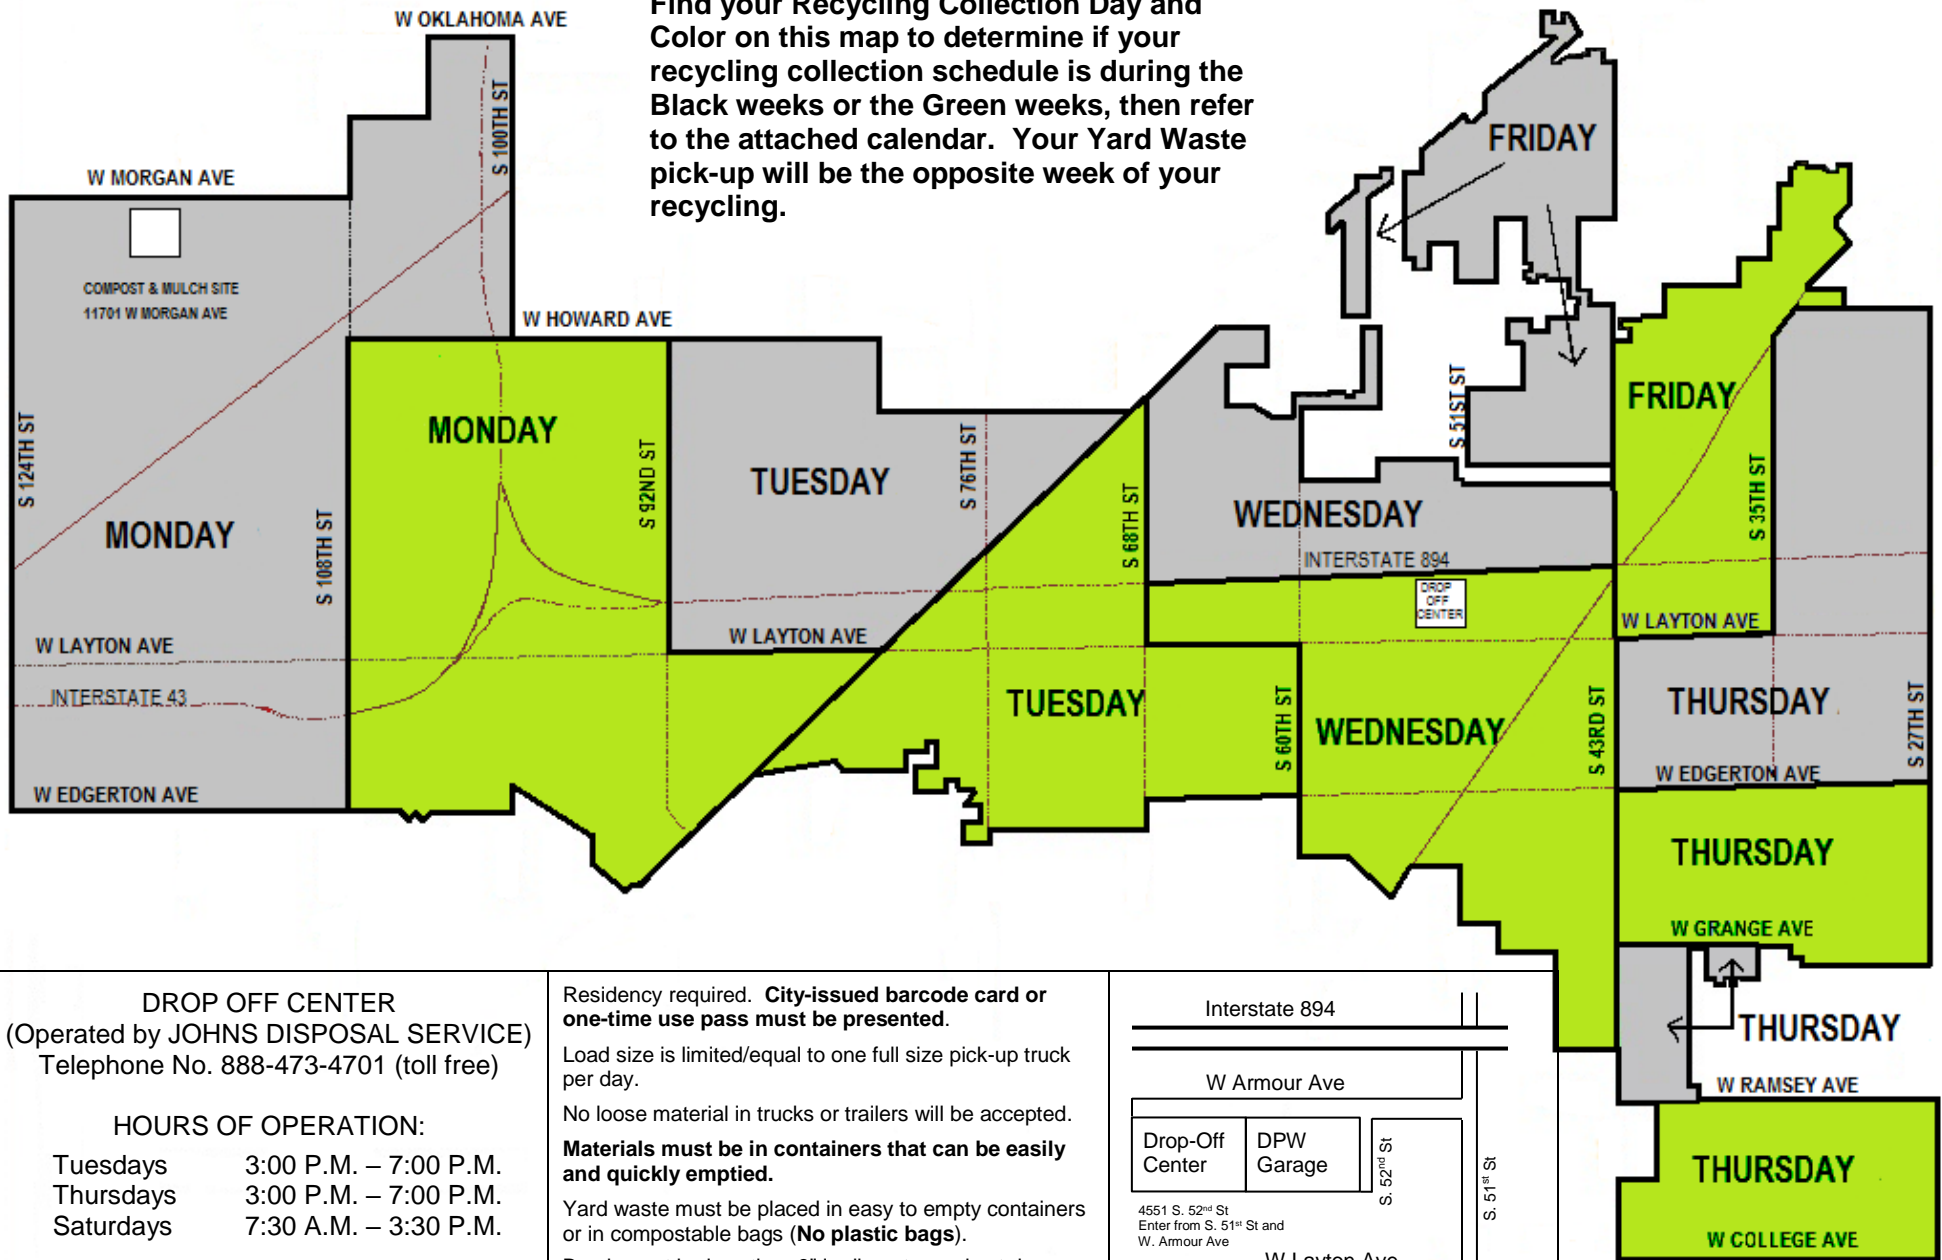 Find your Recycling Collection Day and
Color on this map to determine if your
recycling collection schedule is during the
Black weeks or the Green weeks, then refer
to the attached calendar.  Your Yard Waste
pick-up will be the opposite week of your
recycling.
W OKLAHOMA AVE
S 100TH ST
W MORGAN AVE
COMPOST & MULCH SITE
11701 W MORGAN AVE
W HOWARD AVE
FRIDAY
S 124TH ST
MONDAY
S 108TH ST
MONDAY
S 92ND ST
TUESDAY
S 76TH ST
S 68TH ST
WEDNESDAY
INTERSTATE 894
S 51ST ST
FRIDAY
S 35TH ST
DROP
OFF
CENTER
W LAYTON AVE
W LAYTON AVE
W LAYTON AVE
INTERSTATE 43
TUESDAY
S 60TH ST
WEDNESDAY
S 43RD ST
THURSDAY
S 27TH ST
W EDGERTON AVE
W EDGERTON AVE
THURSDAY
W GRANGE AVE
THURSDAY
W RAMSEY AVE
THURSDAY
W COLLEGE AVE
DROP OFF CENTER
(Operated by JOHNS DISPOSAL SERVICE)
Telephone No. 888-473-4701 (toll free)
HOURS OF OPERATION:
Tuesdays 3:00 P.M. – 7:00 P.M.
Thursdays 3:00 P.M. – 7:00 P.M.
Saturdays 7:30 A.M. – 3:30 P.M.
Residency required.  City-issued barcode card or
one-time use pass must be presented.
Load size is limited/equal to one full size pick-up truck
per day.
No loose material in trucks or trailers will be accepted.
Materials must be in containers that can be easily
and quickly emptied.
Yard waste must be placed in easy to empty containers
or in compostable bags (No plastic bags).
Interstate 894
W Armour Ave
Drop-Off
Center
DPW
Garage
S. 52nd St
S. 51st St
4551 S. 52nd St
Enter from S. 51st St and
W. Armour Ave
W Layton Ave